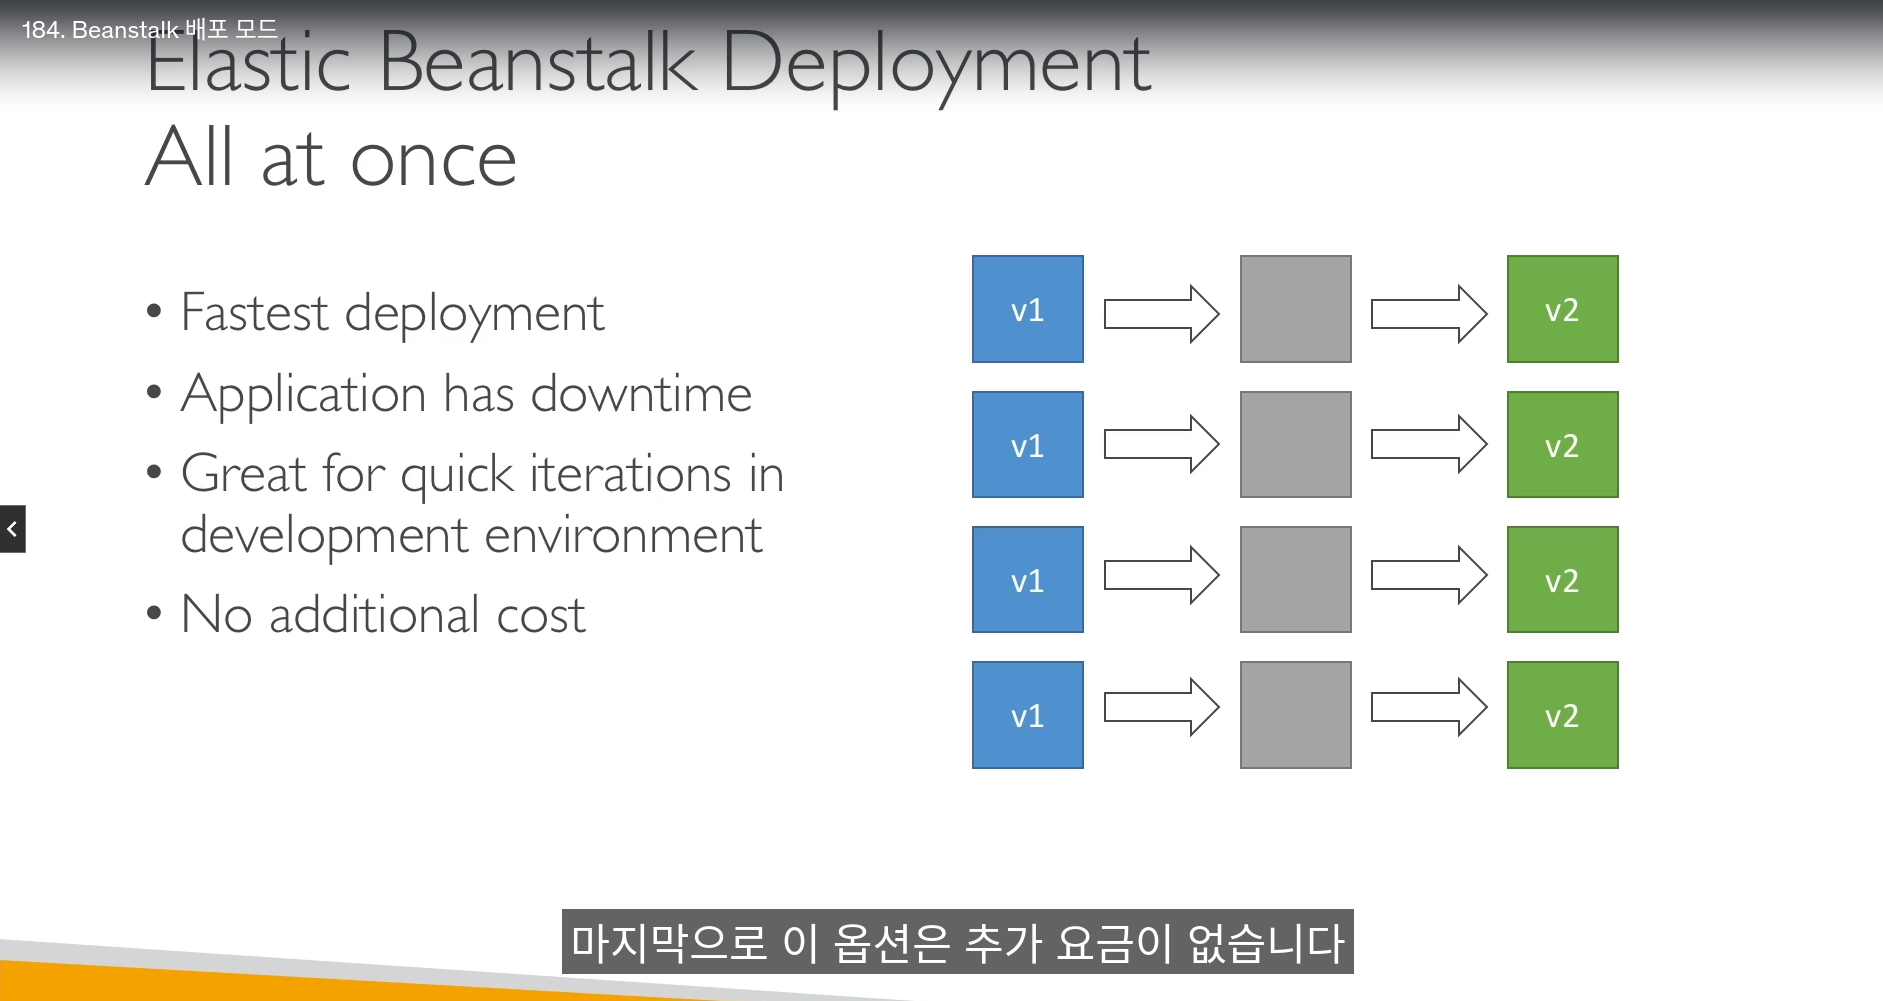 184. Beanstalk 배포 모드
Elastic Beanstalk Deployment
All at once
• Fastest deployment
• Application has downtime
• Great for quick iterations in
development environment
• No additional cost
v1
v2
v1
v2
v1
v2
v1
v2
마지막으로 이 옵션은 추가 요금이 없습니다